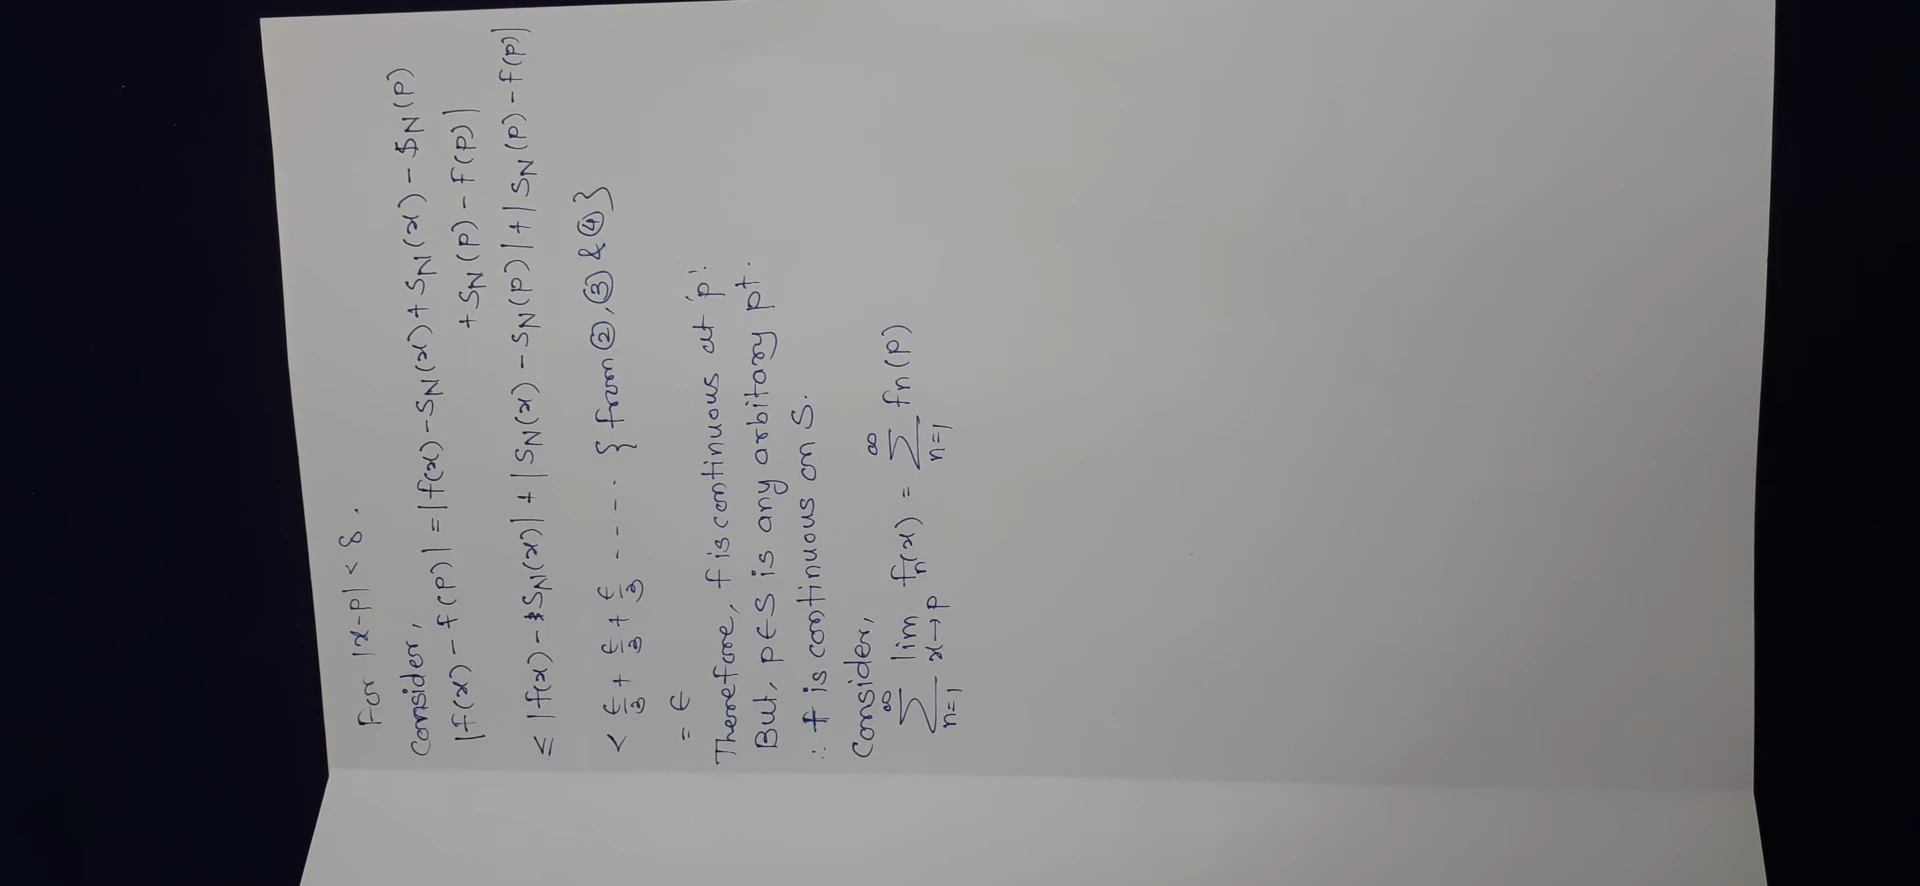 For |x-p| < δ.
Consider,
|f(x) - f(p)| = |f(x) - SN(x) + SN(x) - SN(p)
+ SN(p) - f(p)|
≤ |f(x) - SN(x)| + |SN(x) - SN(p)| + |SN(p) - f(p)|
< ε/3 + ε/3 + ε/3 ----. { from ②, ③ & ④}
= ε
Therefore, f is continuous at 'p'.
But, p∈S is any arbitary pt.
∴ f is continuous on S.
Consider,
∞∑n=1 lim x→p fn(x) = ∞∑n=1 fn(p)